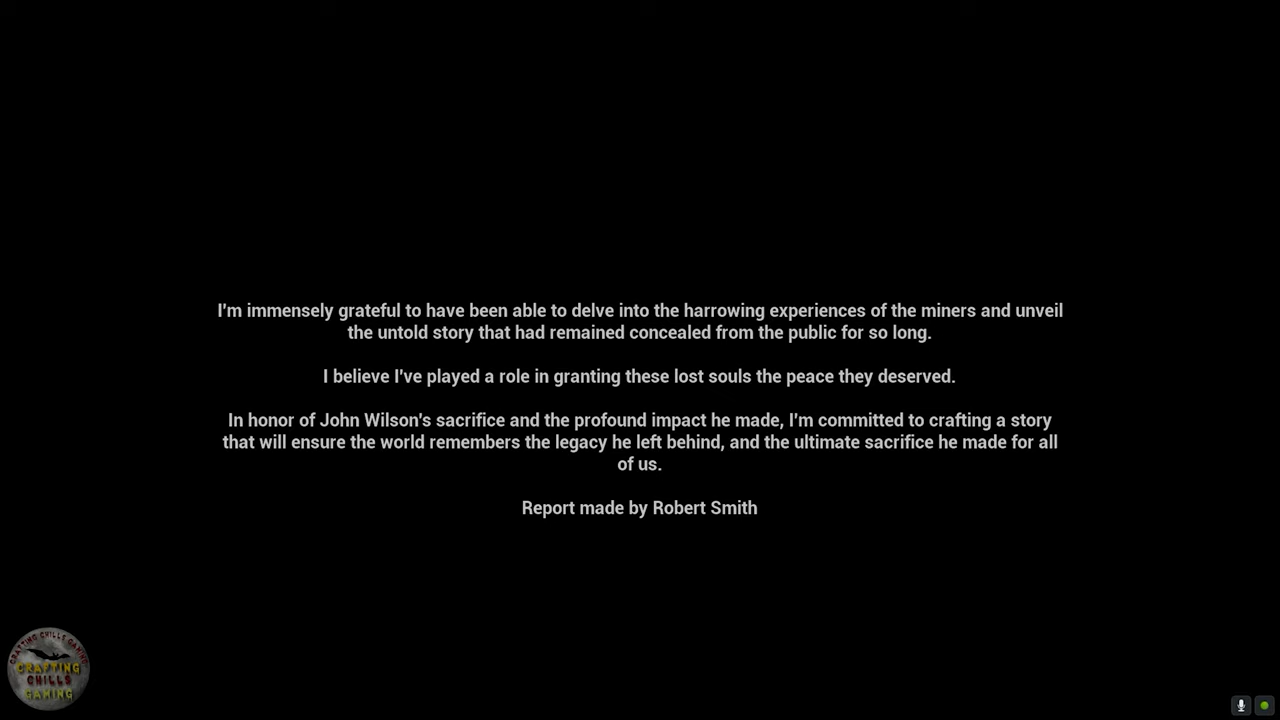 I'm immensely grateful to have been able to delve into the harrowing experiences of the miners and unveil
the untold story that had remained concealed from the public for so long.
I believe I've played a role in granting these lost souls the peace they deserved.
In honor of John Wilson's sacrifice and the profound impact he made, I'm committed to crafting a story
that will ensure the world remembers the legacy he left behind, and the ultimate sacrifice he made for all
of us.
Report made by Robert Smith
CRAFTING CHILLS GAMING
CRAFTING
CHILLS
GAMING